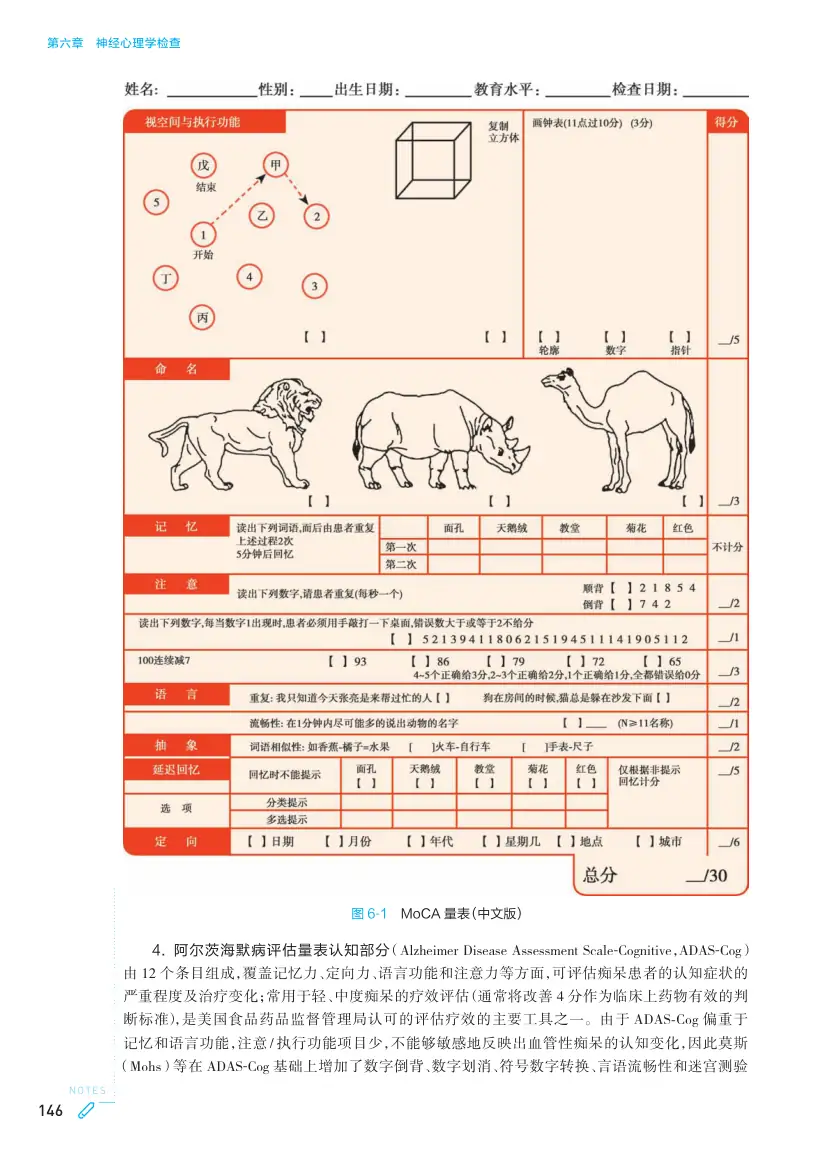 第六章 神经心理学检查
姓名: 性别: 出生日期: 教育水平: 检查日期:
视空间与执行功能
复制
立方体
画钟表(11点过10分) (3分)
得分
戊
结束
甲
5
乙
2
1
开始
丁
4
3
丙
【 】 【 】 【 】 【 】 【 】 __/5
轮廓 数字 指针
命 名
【 】 【 】 【 】 __/3
记 忆
读出下列词语,而后由患者重复
上述过程2次
5分钟后回忆
面孔 天鹅绒 教堂 菊花 红色
第一次
第二次
不计分
注 意
读出下列数字,请患者重复(每秒一个)
顺背【 】2 1 8 5 4
倒背【 】7 4 2 __/2
读出下列数字,每当数字1出现时,患者必须用手敲打一下桌面,错误数大于或等于2不给分
【 】 5 2 1 3 9 4 1 1 8 0 6 2 1 5 1 9 4 5 1 1 1 4 1 9 0 5 1 1 2 __/1
100连续减7 【 】93 【 】86 【 】79 【 】72 【 】65
4~5个正确给3分,2~3个正确给2分,1个正确给1分,全都错误给0分 __/3
语 言 重复: 我只知道今天张亮是来帮过忙的人【 】 狗在房间的时候,猫总是躲在沙发下面【 】 __/2
流畅性: 在1分钟内尽可能多的说出动物的名字 【 】____ (N≥11名称) __/1
抽 象 词语相似性: 如香蕉-橘子=水果 [ ]火车-自行车 [ ]手表-尺子 __/2
延迟回忆 回忆时不能提示 面孔 天鹅绒 教堂 菊花 红色
【 】 【 】 【 】 【 】 【 】
仅根据非提示
回忆计分
__/5
选 项 分类提示
多选提示
定 向 【 】日期 【 】月份 【 】年代 【 】星期几 【 】地点 【 】城市 __/6
总分 __/30
图 6-1 MoCA 量表(中文版)
4. 阿尔茨海默病评估量表认知部分(Alzheimer Disease Assessment Scale-Cognitive,ADAS-Cog)
由 12 个条目组成,覆盖记忆力、定向力、语言功能和注意力等方面,可评估痴呆患者的认知症状的
严重程度及治疗变化;常用于轻、中度痴呆的疗效评估(通常将改善 4 分作为临床上药物有效的判
断标准),是美国食品药品监督管理局认可的评估疗效的主要工具之一。由于 ADAS-Cog 偏重于
记忆和语言功能,注意/执行功能项目少,不能够敏感地反映出血管性痴呆的认知变化,因此莫斯
(Mohs)等在 ADAS-Cog 基础上增加了数字倒背、数字划消、符号数字转换、言语流畅性和迷宫测验
NOTES
146